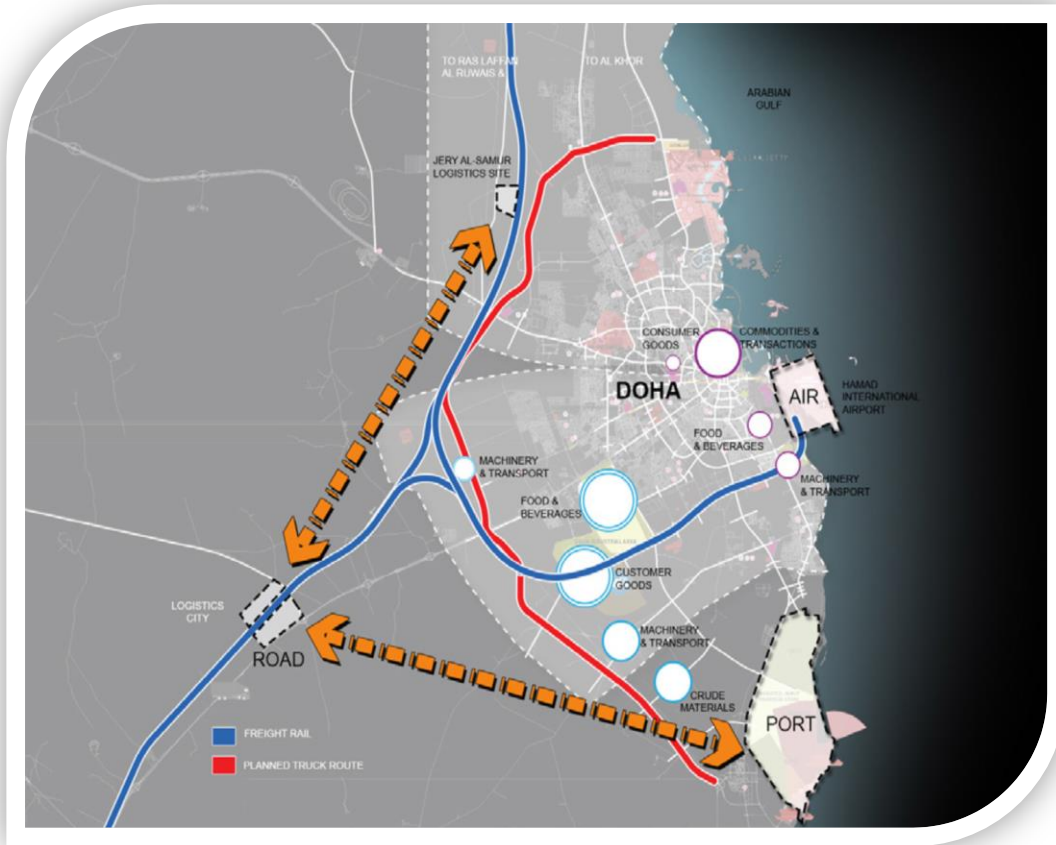 TO RAS LAFFAN
AL RUWAIS &
TO AL KHOR
ARABIAN
GULF
JERY AL-SAMUR
LOGISTICS SITE
CONSUMER
GOODS
COMMODITIES &
TRANSACTIONS
DOHA
AIR
HAMAD
INTERNATIONAL
AIRPORT
FOOD
& BEVERAGES
MACHINERY
& TRANSPORT
MACHINERY
& TRANSPORT
FOOD &
BEVERAGES
CUSTOMER
GOODS
LOGISTICS
CITY
ROAD
MACHINERY
& TRANSPORT
CRUDE
MATERIALS
PORT
FREIGHT RAIL
PLANNED TRUCK ROUTE